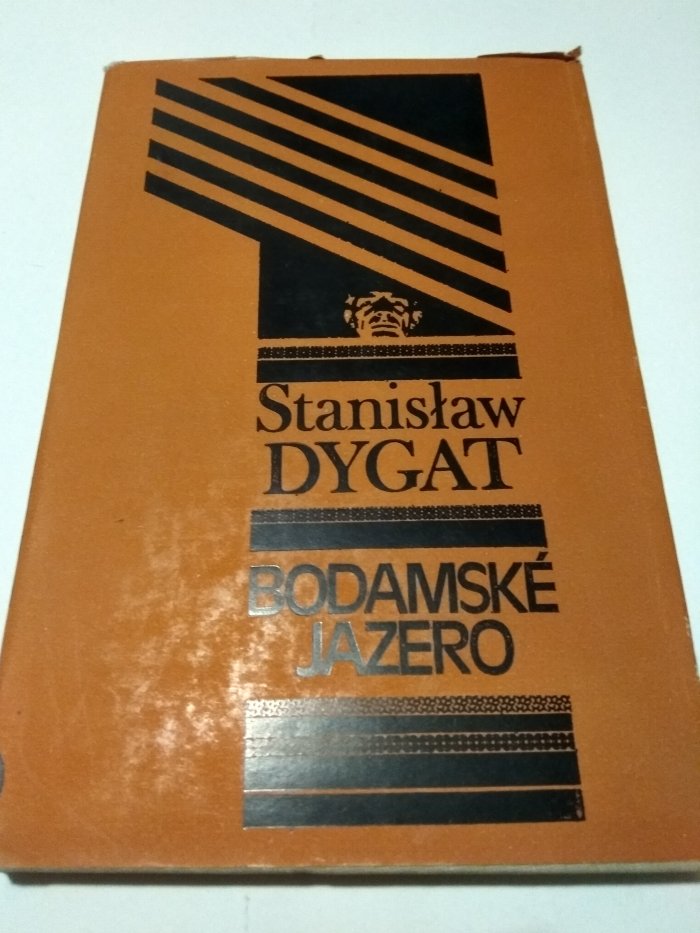 Stanisław
DYGAT
BODAMSKÉ
JAZERO